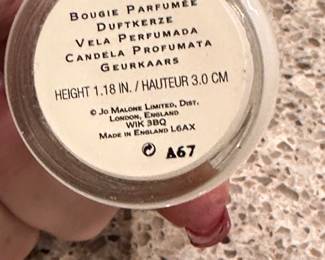 BOUGIE PARFUMÉE
DUFTKERZE
VELA PERFUMADA
CANDELA PROFUMATA
GEURKAARS
HEIGHT 1.18 IN. / HAUTEUR 3.0 CM
© JO MALONE LIMITED, DIST.
LONDON, ENGLAND
W1K 3BQ
MADE IN ENGLAND L6AX
A67